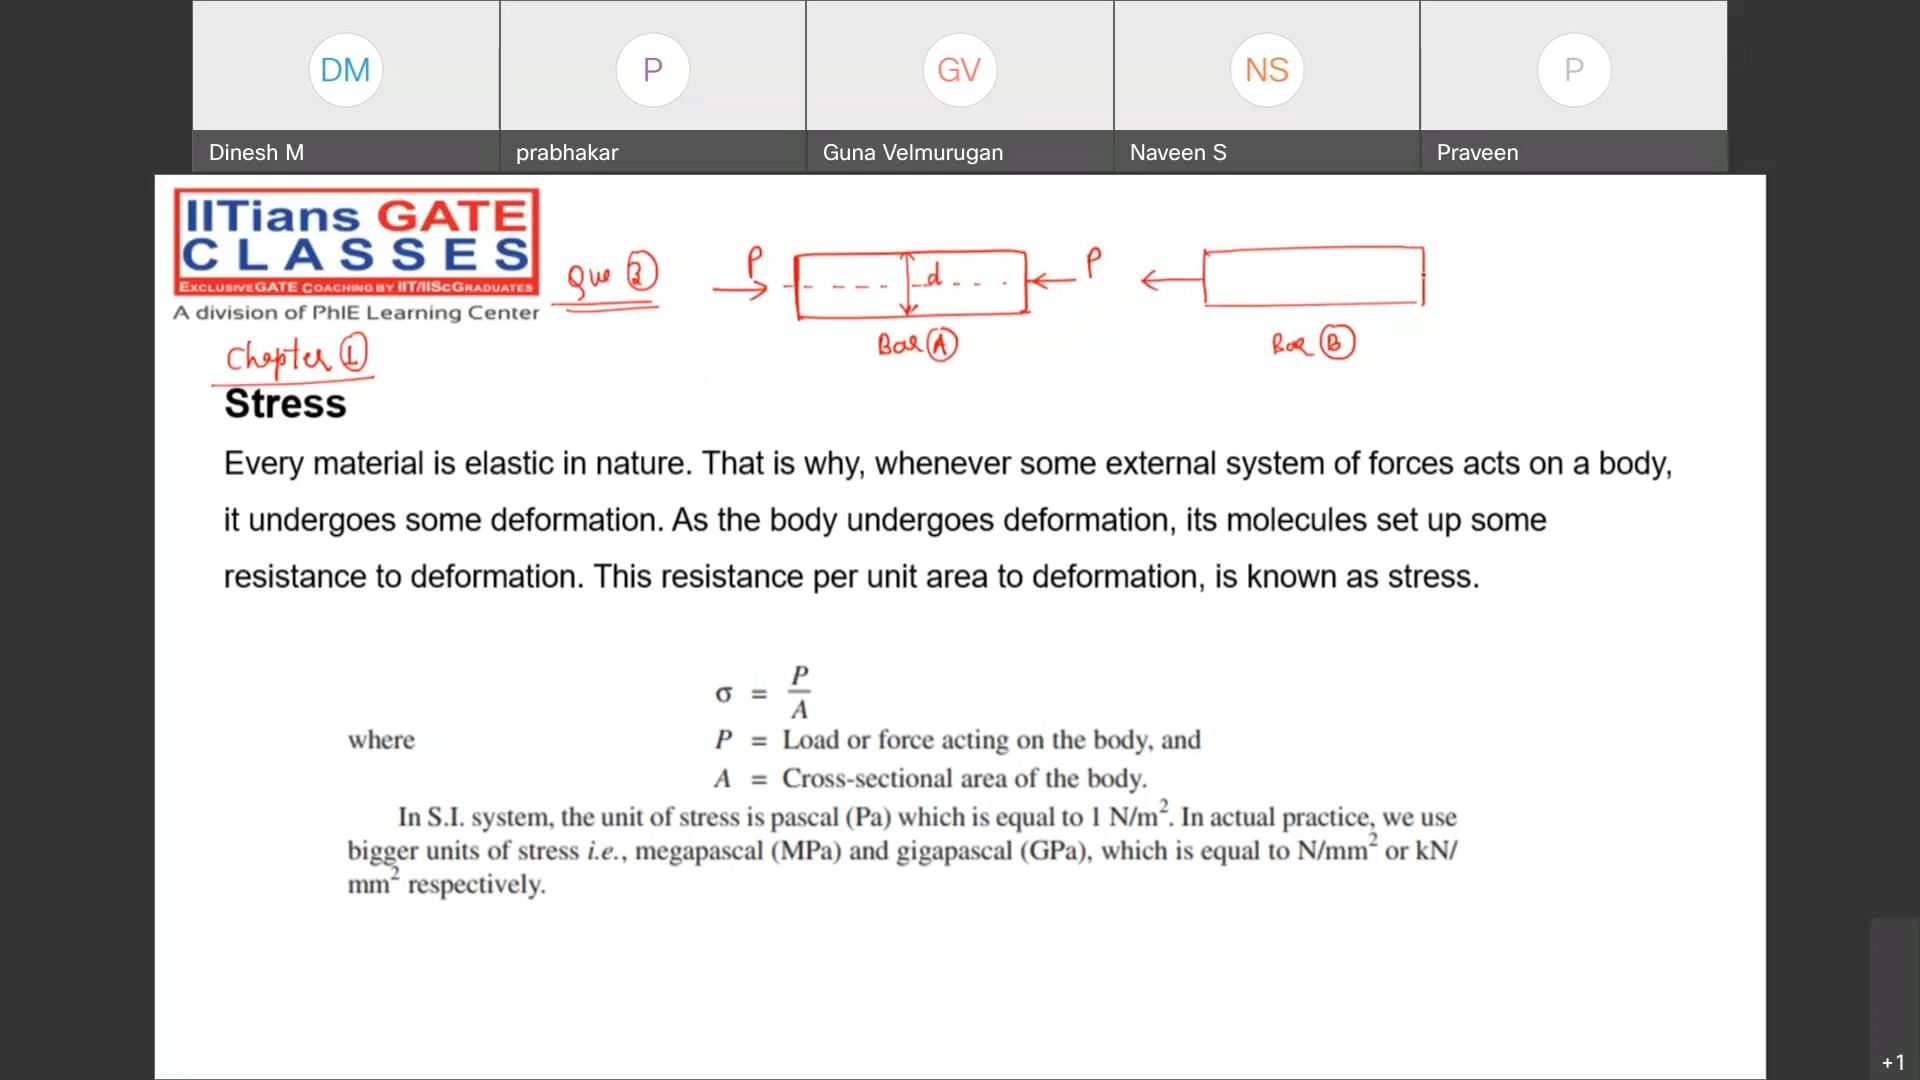 DM P GV NS P
Dinesh M prabhakar Guna Velmurugan Naveen S Praveen
IITians GATE
CLASSES
EXCLUSIVE GATE COACHING BY IIT/IISc GRADUATES
A division of PhIE Learning Center
Que 2 P d P
Bar A Bar B
Chapter 1
Stress
Every material is elastic in nature. That is why, whenever some external system of forces acts on a body,
it undergoes some deformation. As the body undergoes deformation, its molecules set up some
resistance to deformation. This resistance per unit area to deformation, is known as stress.
σ = P/A
where P = Load or force acting on the body, and
A = Cross-sectional area of the body.
In S.I. system, the unit of stress is pascal (Pa) which is equal to 1 N/m². In actual practice, we use
bigger units of stress i.e., megapascal (MPa) and gigapascal (GPa), which is equal to N/mm² or kN/
mm² respectively.
+1